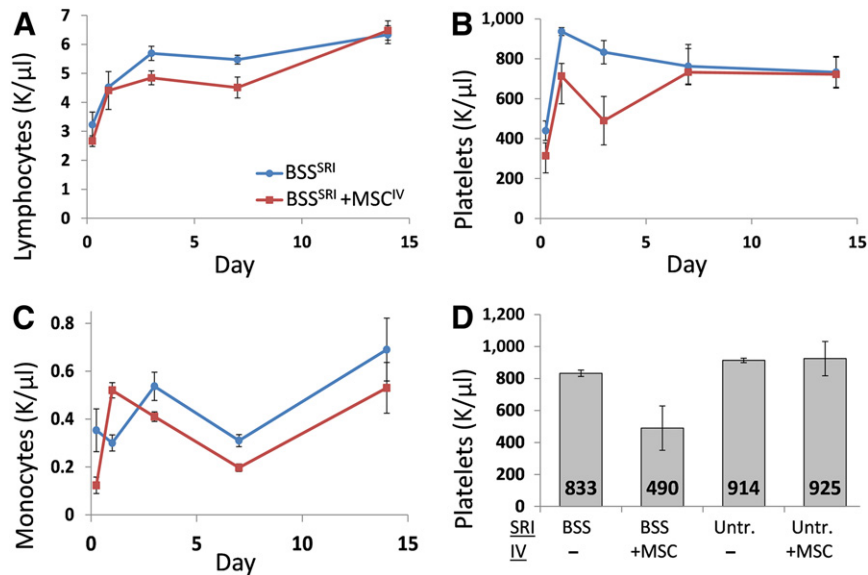 A
Lymphocytes (K/µl)
7
6
5
4
3
2
1
0
0 5 10 15
Day
BSS^SRI
BSS^SRI +MSC^IV
B
Platelets (K/µl)
1,000
800
600
400
200
0
0 5 10 15
Day
C
Monocytes (K/µl)
0.8
0.6
0.4
0.2
0
0 5 10 15
Day
D
Platelets (K/µl)
1,200
1,000
800
600
400
200
0
833 490 914 925
SRI BSS BSS Untr. Untr.
IV – +MSC – +MSC